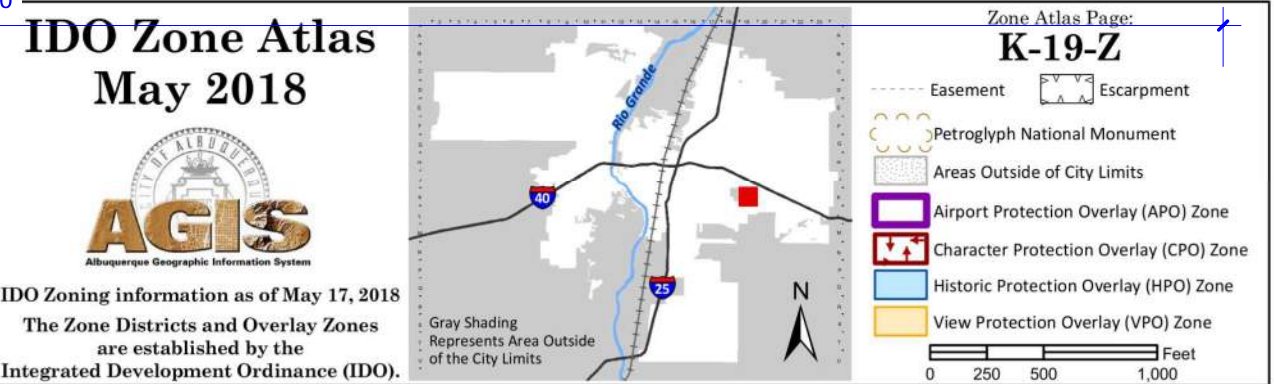 IDO Zone Atlas
May 2018
CITY OF ALBUQUERQUE
AGIS
Albuquerque Geographic Information System
IDO Zoning information as of May 17, 2018
The Zone Districts and Overlay Zones
are established by the
Integrated Development Ordinance (IDO).
Rio Grande
40
25
N
Gray Shading
Represents Area Outside
of the City Limits
Zone Atlas Page:
K-19-Z
Easement
Escarpment
Petroglyph National Monument
Areas Outside of City Limits
Airport Protection Overlay (APO) Zone
Character Protection Overlay (CPO) Zone
Historic Protection Overlay (HPO) Zone
View Protection Overlay (VPO) Zone
Feet
0 250 500 1,000